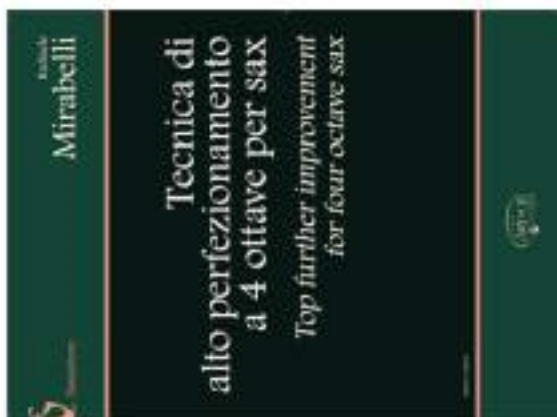 Mirabelli
Tecnica di
alto perfezionamento
a 4 ottave per sax
Top further improvement
for four octave sax